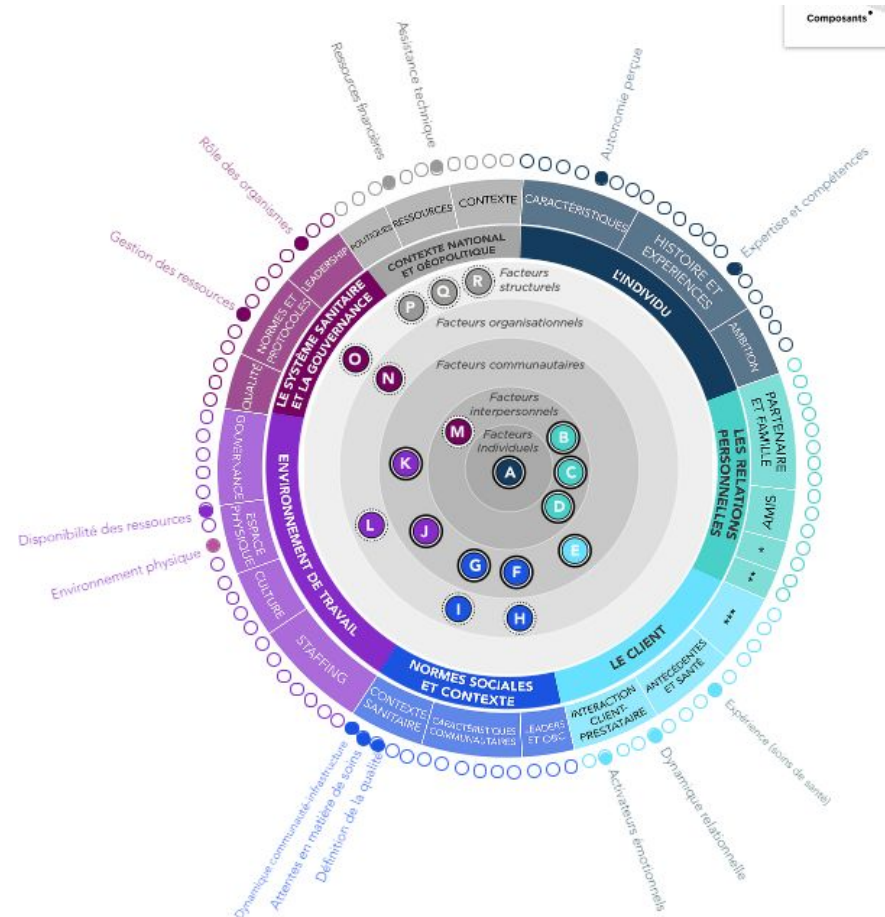 Composants*
Assistance technique
Ressources financières
Autonomie perçue
Rôle des organismes
Expertise et compétences
Gestion des ressources
POLITIQUES
RESSOURCES
CONTEXTE
CARACTÉRISTIQUES
HISTOIRE ET
EXPÉRIENCES
AMBITION
LEADERSHIP
NORMES ET
PROTOCOLES
QUALITÉ
CONTEXTE NATIONAL
ET GÉOPOLITIQUE
L'INDIVIDU
LE SYSTÈME SANITAIRE
ET LA GOUVERNANCE
Facteurs
structurels
Facteurs organisationnels
Facteurs communautaires
Facteurs
interpersonnels
Facteurs
Individuels
P
Q
R
O
N
M
B
A
C
K
D
L
J
E
G
F
I
H
PARTENAIRE
ET FAMILLE
AMIS
*
**
***
LES RELATIONS
PERSONNELLES
GOUVERNANCE
ESPACE
PHYSIQUE
CULTURE
STAFFING
ENVIRONNEMENT DE TRAVAIL
Disponibilité des ressources
Environnement physique
NORMES SOCIALES
ET CONTEXTE
LE CLIENT
CONTEXTE
SANITAIRE
CARACTÉRISTIQUES
COMMUNAUTAIRES
LEADERS
ET OBC
INTERACTION
CLIENT-
PRESTATAIRE
ANTÉCÉDENTES
ET SANTÉ
Dynamique communauté-infrastructure
Attentes en matière de soins
Définition de la qualité
Activateurs émotionnels
Dynamique relationnelle
Expérience (soins de santé)